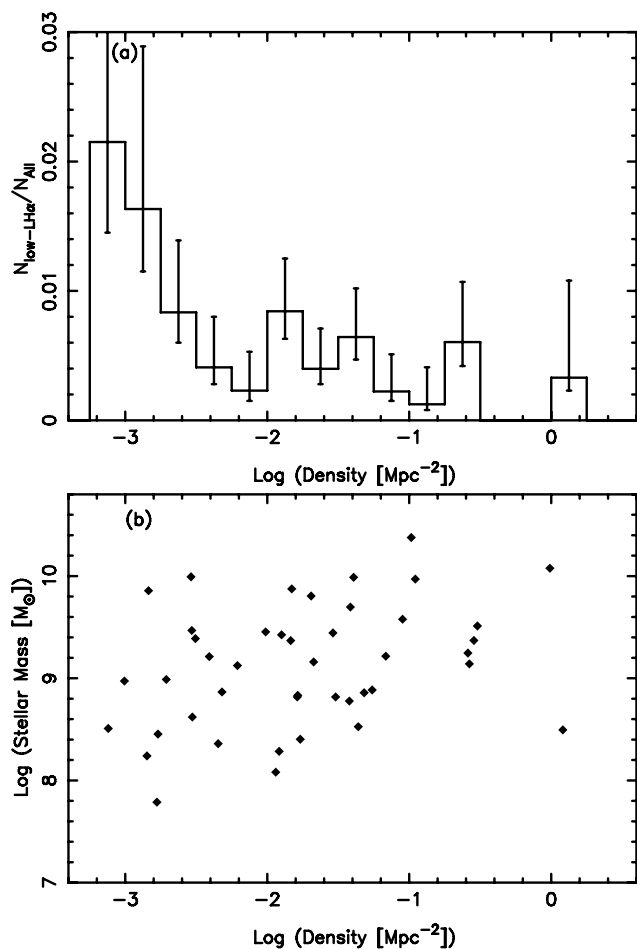 0.03
(a)
0.02
0.01
0
N_low-LHα/N_All
−3 −2 −1 0
Log (Density [Mpc⁻²])
(b)
10
9
8
7
Log (Stellar Mass [M⊙])
−3 −2 −1 0
Log (Density [Mpc⁻²])